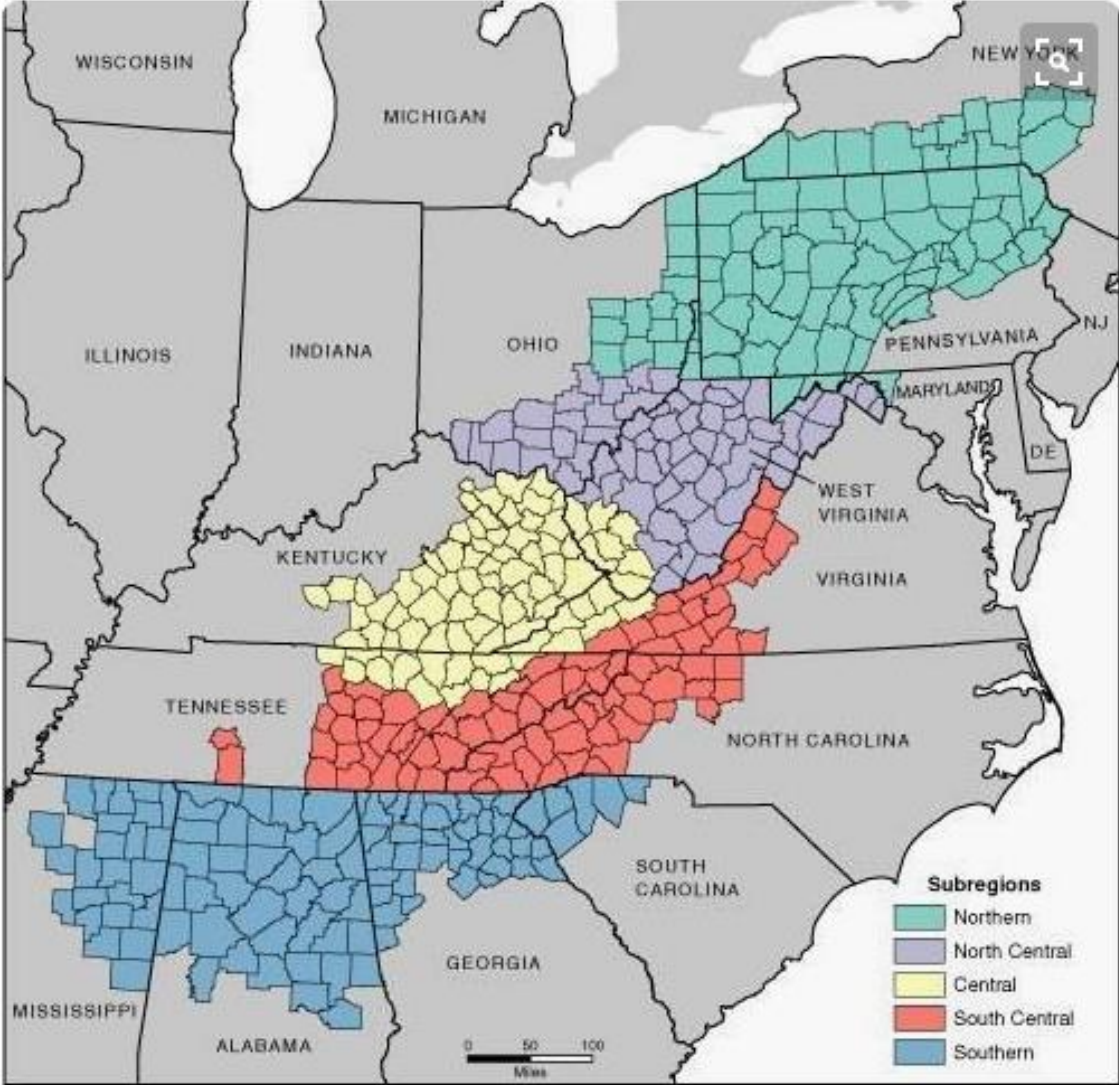 NEW YORK
WISCONSIN
MICHIGAN
NJ
PENNSYLVANIA
OHIO
INDIANA
ILLINOIS
MARYLAND
DE
WEST
VIRGINIA
KENTUCKY
VIRGINIA
TENNESSEE
NORTH CAROLINA
SOUTH
CAROLINA
GEORGIA
MISSISSIPPI
ALABAMA
0 50 100
Miles
Subregions
Northern
North Central
Central
South Central
Southern